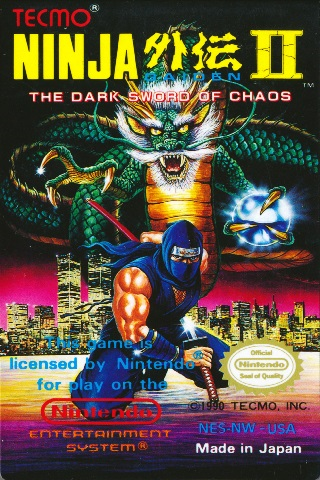 TECMO®
NINJA 外伝 II
GAIDEN
TM
THE DARK SWORD OF CHAOS
This game is
licensed by Nintendo®
for play on the
Nintendo
ENTERTAINMENT
SYSTEM®
Official
Nintendo
Seal of Quality
©1990 TECMO, INC.
NES-NW-USA
Made in Japan